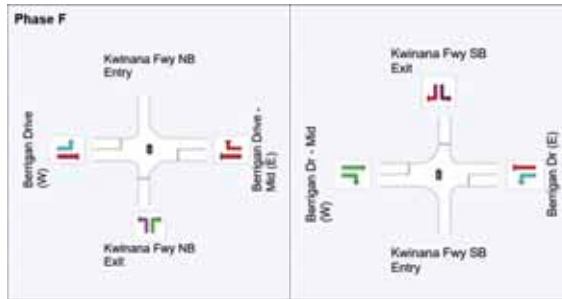 Phase F
Kwinana Fwy NB
Entry
Berrigan Drive
(W)
Berrigan Drive -
Mid (E)
Kwinana Fwy NB
Exit
Kwinana Fwy SB
Exit
Berrigan Dr - Mid
(W)
Berrigan Dr (E)
Kwinana Fwy SB
Entry